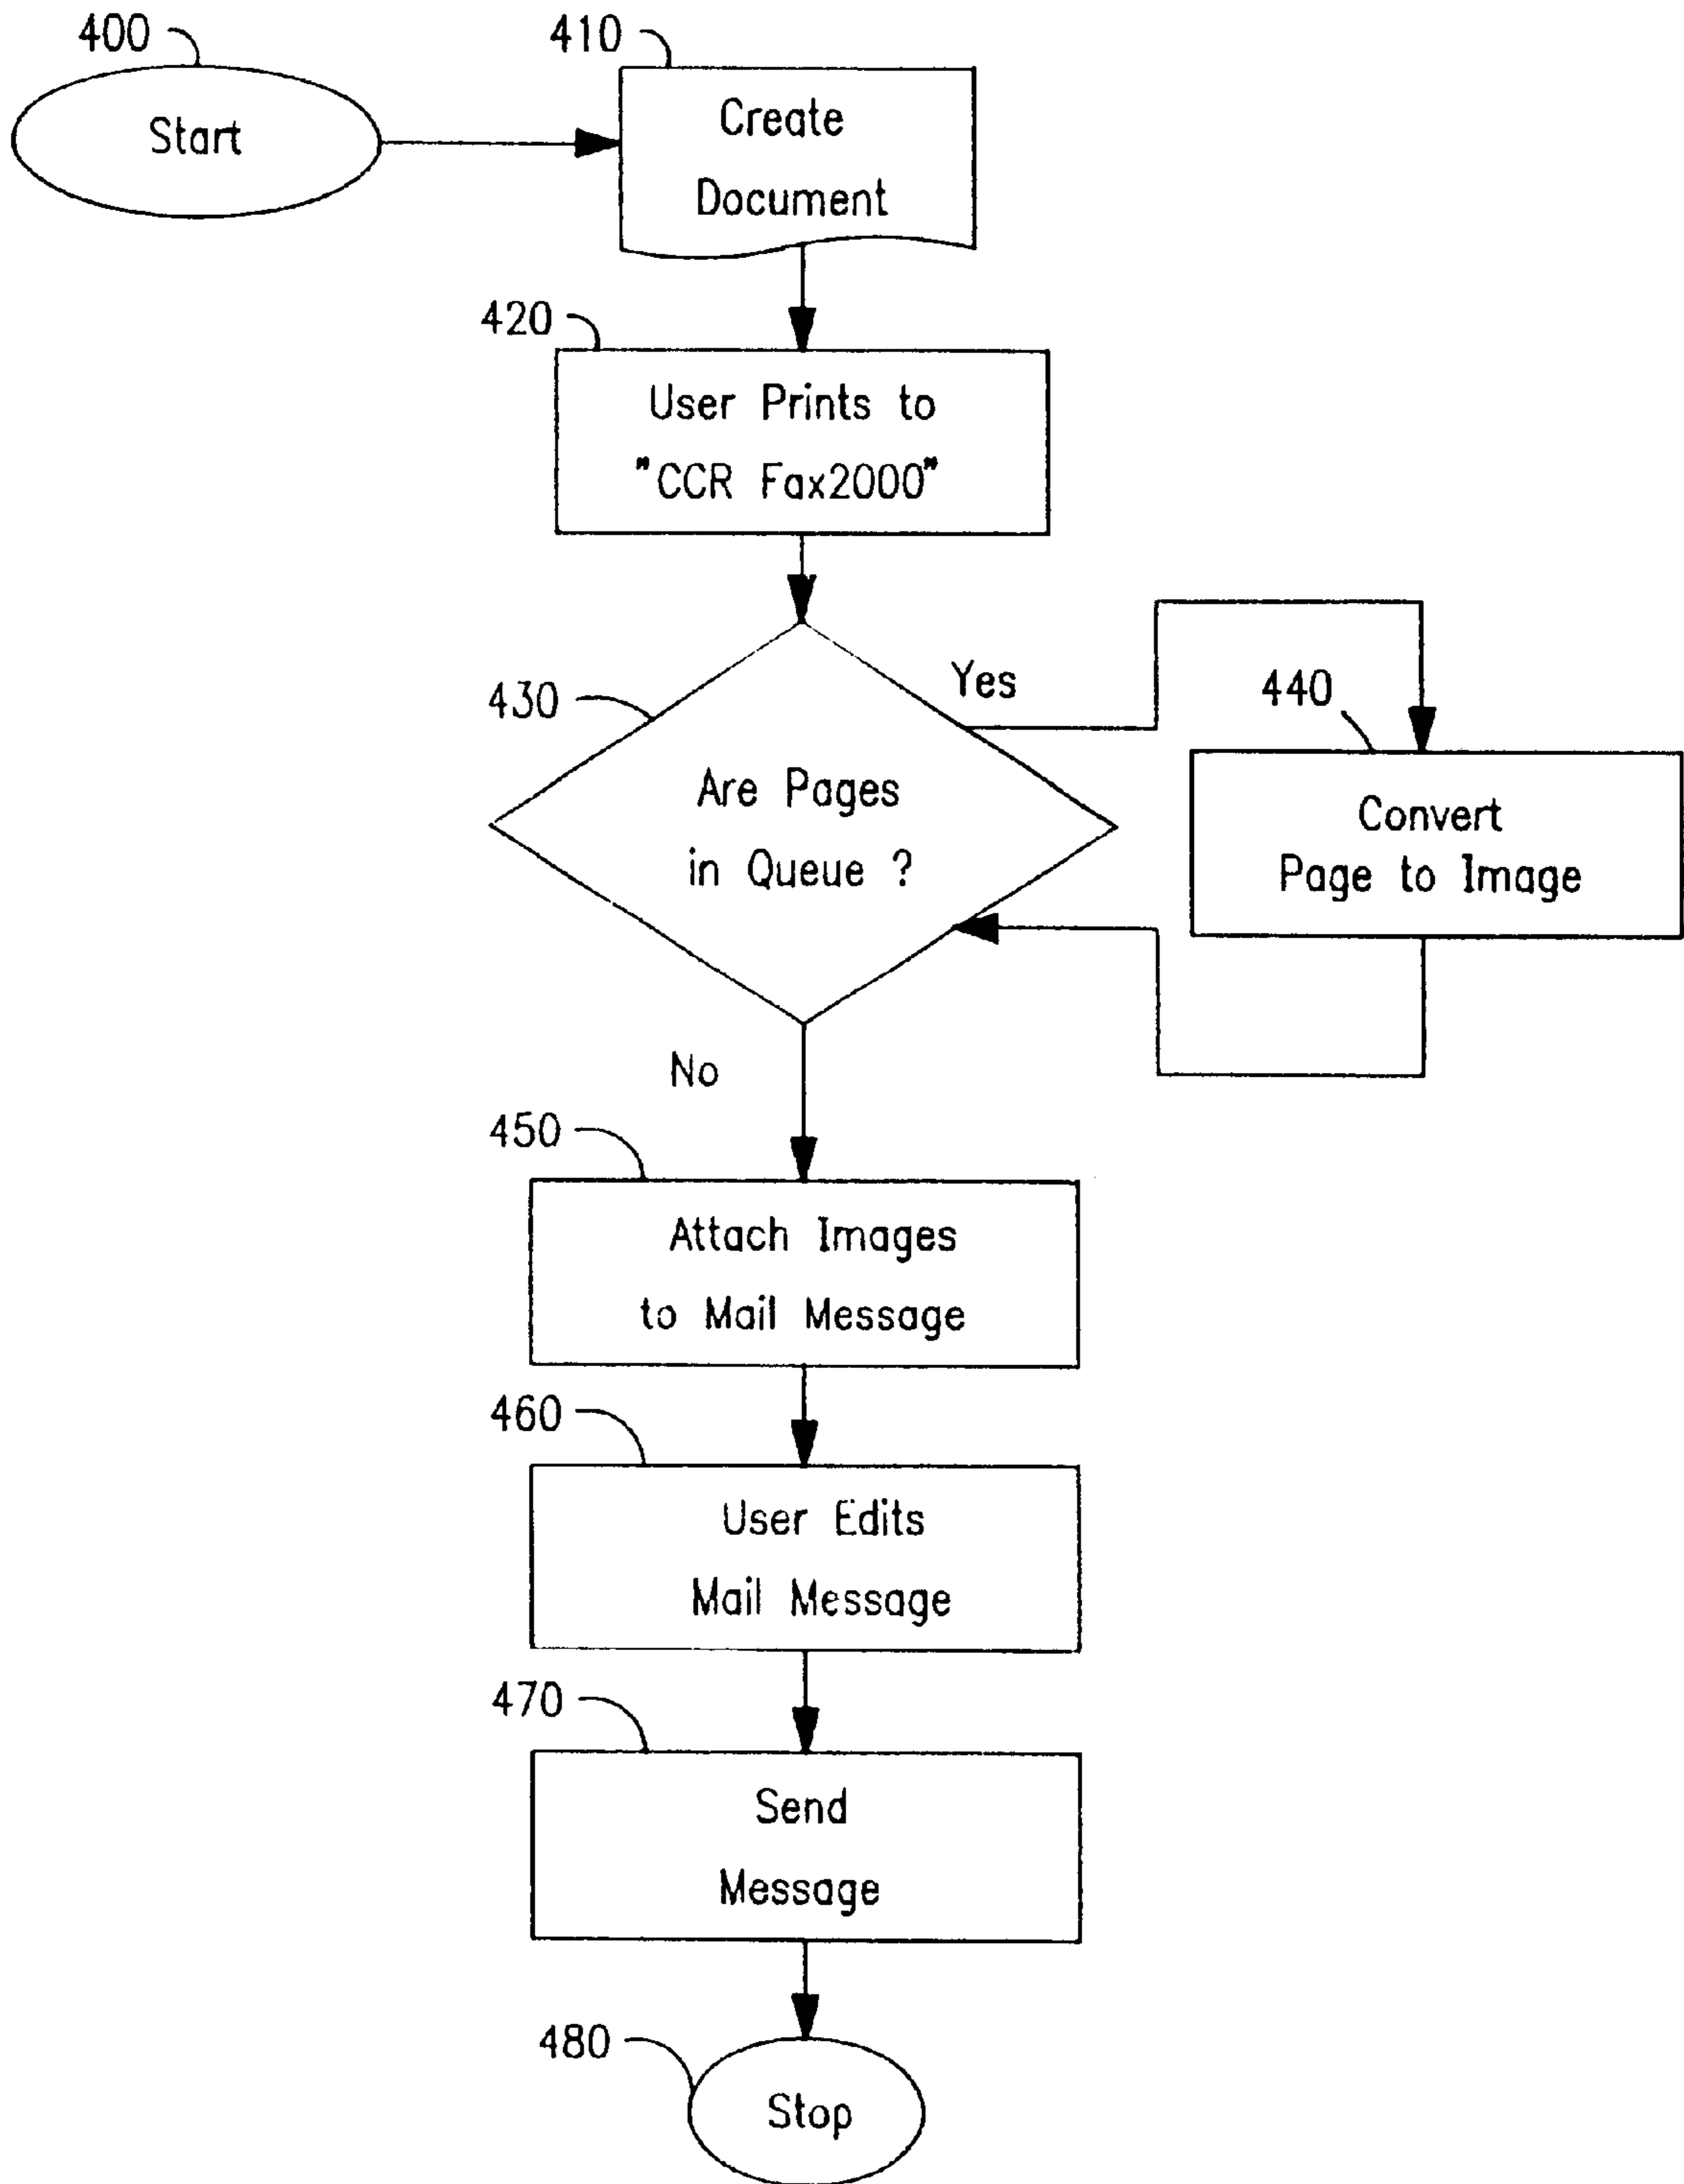 400
Start
410
Create
Document
420
User Prints to
"CCR Fax2000"
430
Are Pages
in Queue ?
Yes
440
Convert
Page to Image
No
450
Attach Images
to Mail Message
460
User Edits
Mail Message
470
Send
Message
480
Stop